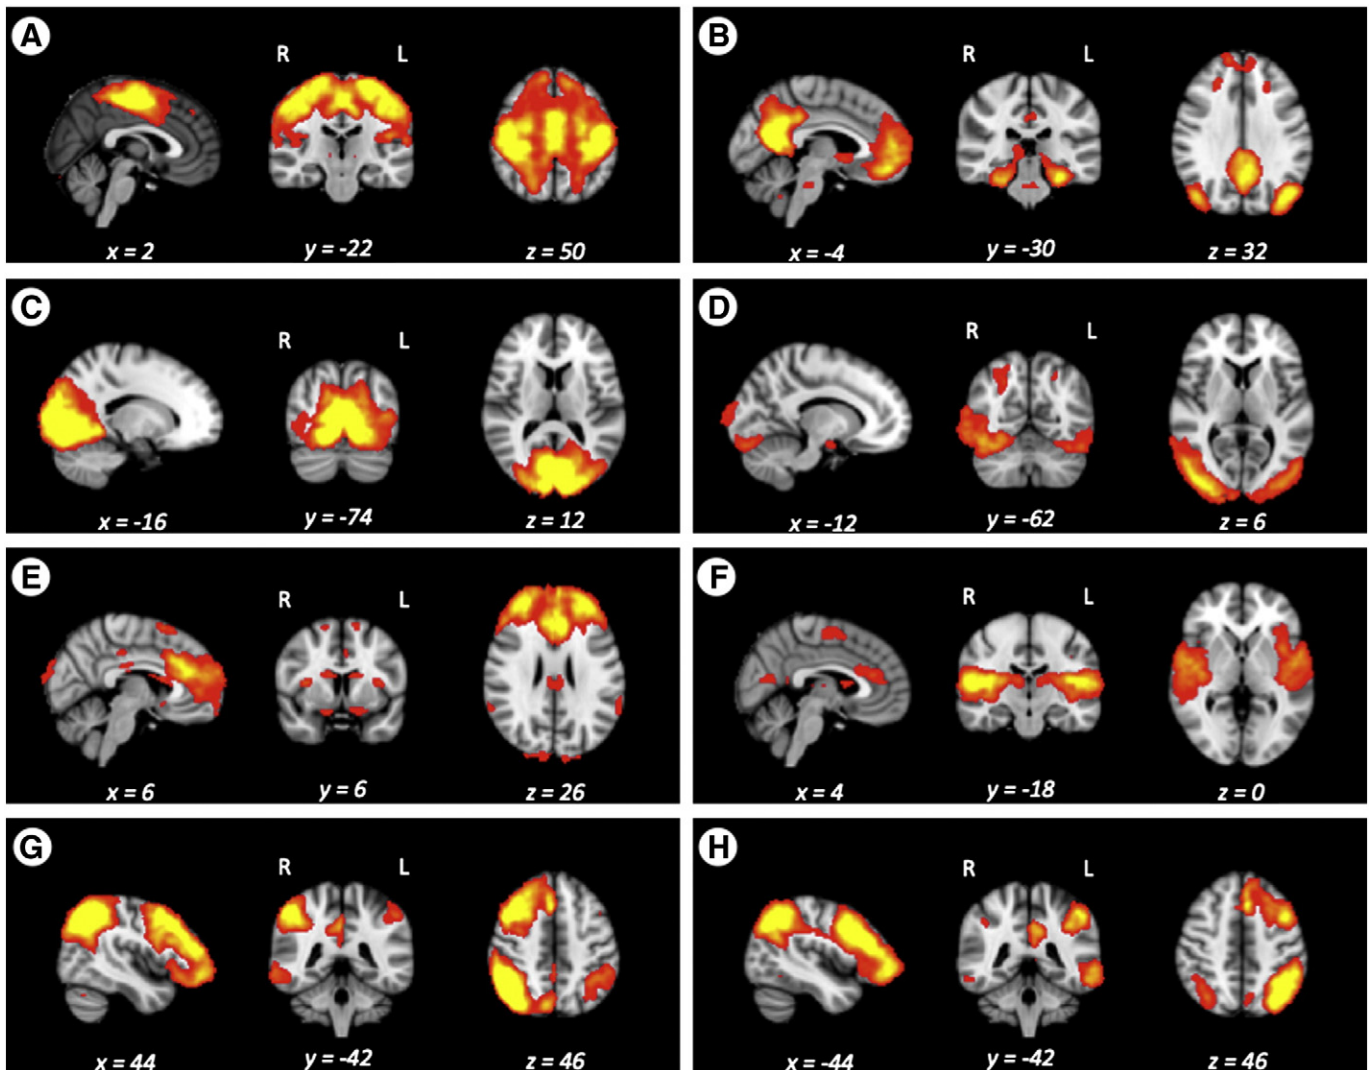 A
R L
x = 2 y = -22 z = 50
B
R L
x = -4 y = -30 z = 32
C
R L
x = -16 y = -74 z = 12
D
R L
x = -12 y = -62 z = 6
E
R L
x = 6 y = 6 z = 26
F
R L
x = 4 y = -18 z = 0
G
R L
x = 44 y = -42 z = 46
H
R L
x = -44 y = -42 z = 46